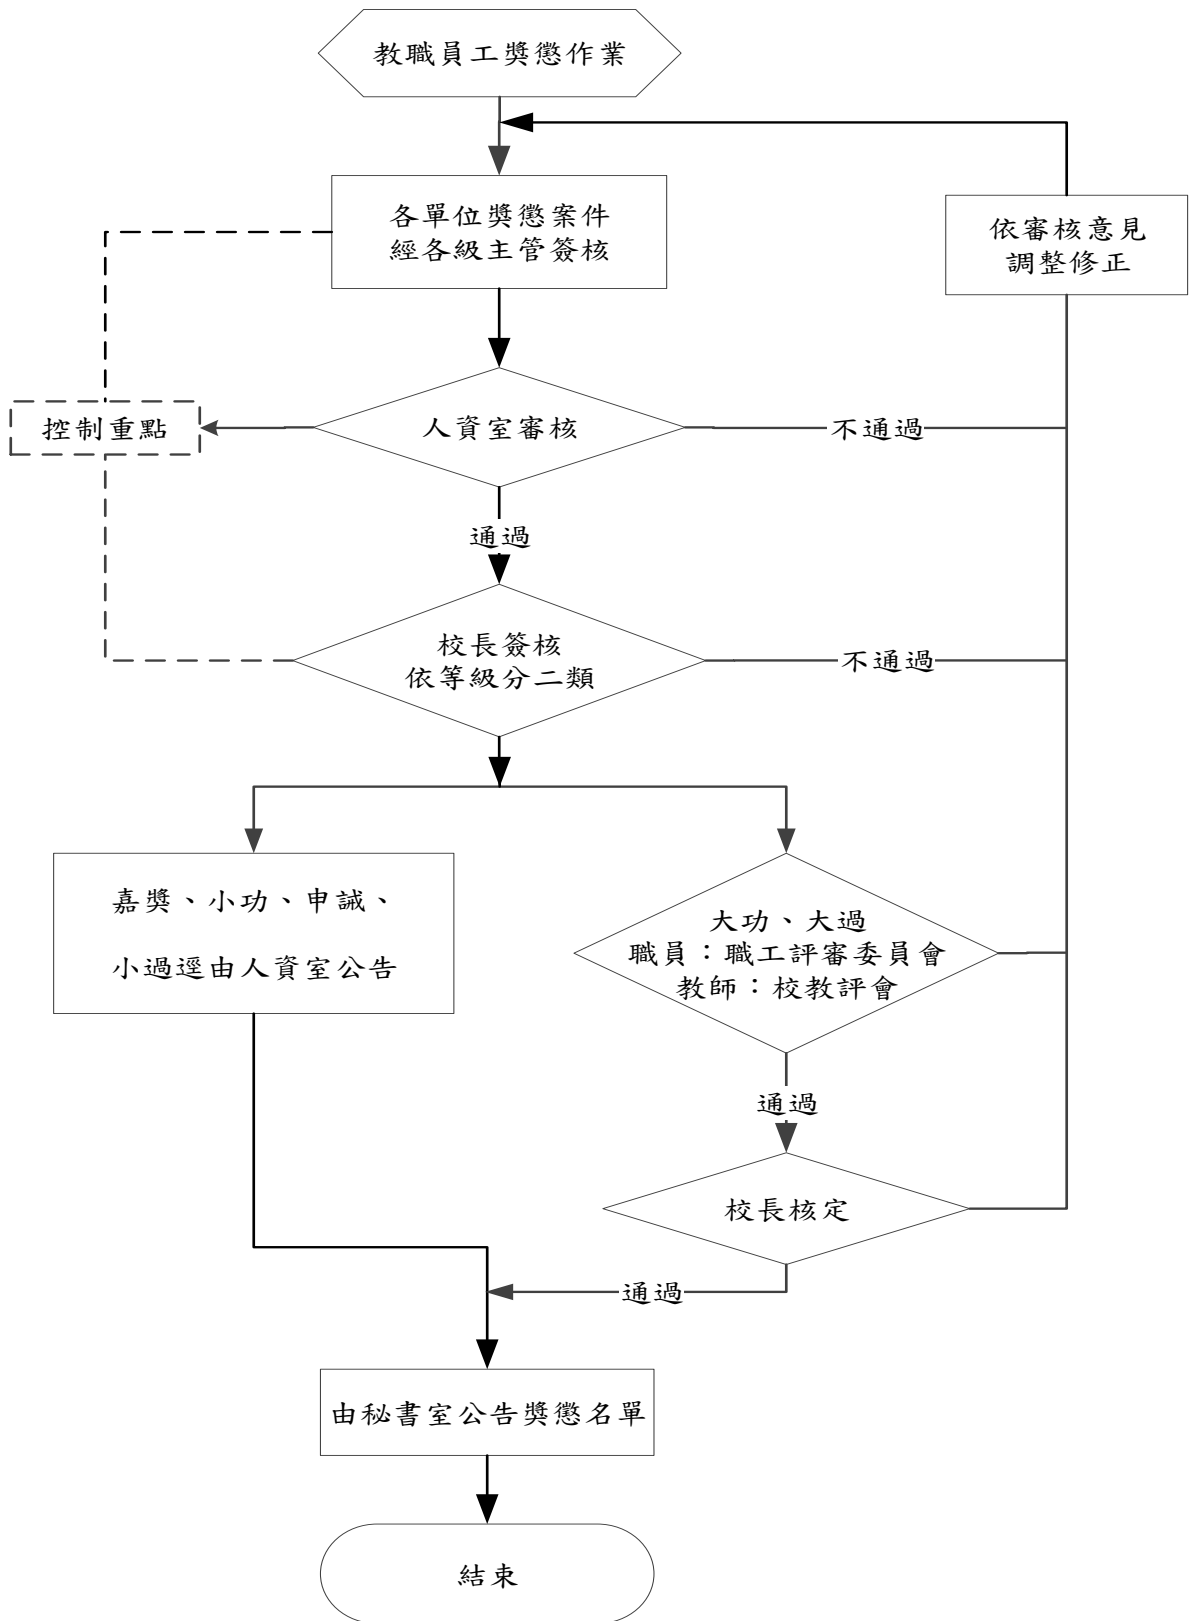 教職員工獎懲作業
各單位獎懲案件
經各級主管簽核
依審核意見
調整修正
控制重點
人資室審核
不通過
通過
校長簽核
依等級分二類
不通過
嘉獎、小功、申誡、
小過逕由人資室公告
大功、大過
職員：職工評審委員會
教師：校教評會
通過
校長核定
通過
由秘書室公告獎懲名單
結束